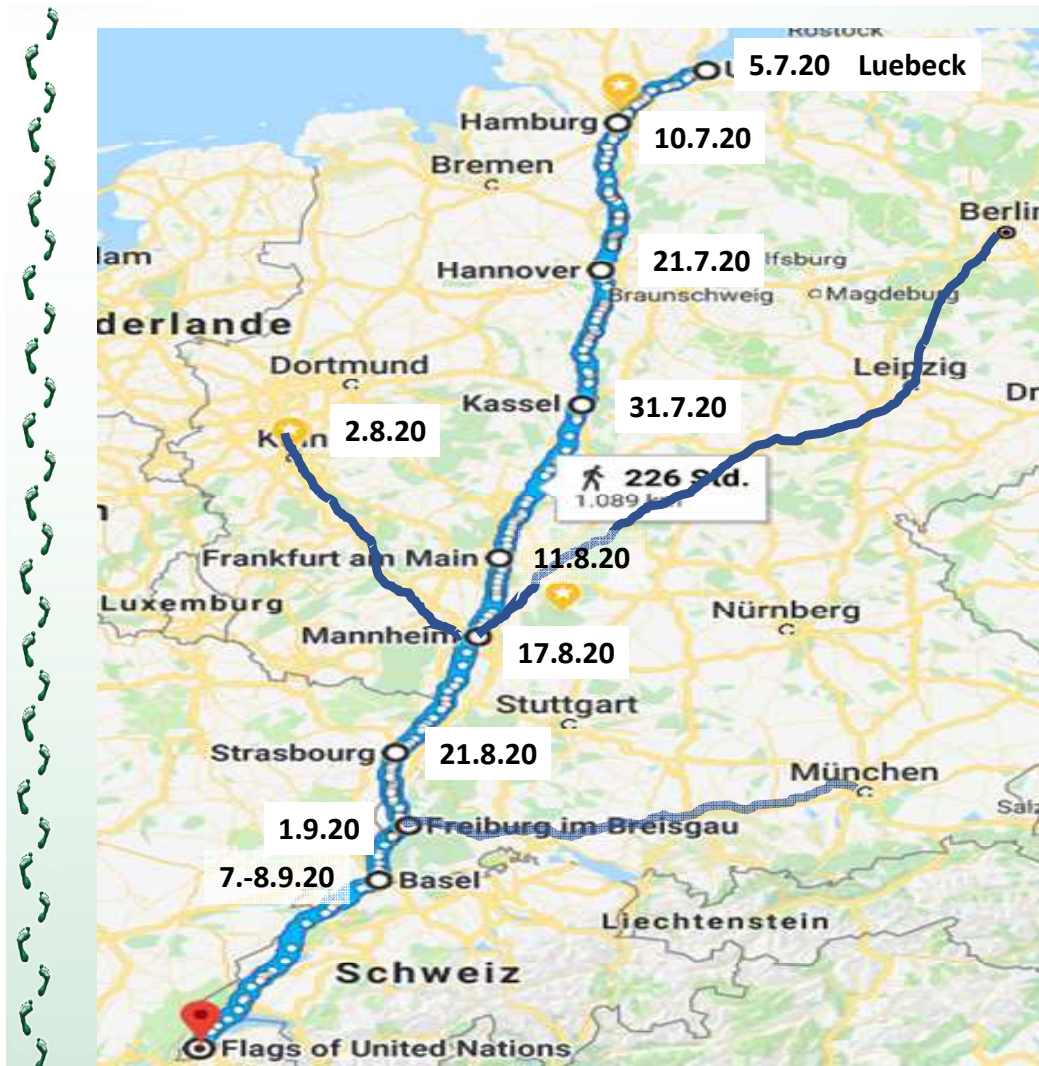 Rostock
5.7.20 Luebeck
Hamburg
10.7.20
Bremen
Berlin
dam
Hannover
21.7.20
lfsburg
Braunschweig
Magdeburg
derlande
Dortmund
Leipzig
Dr
Kassel
31.7.20
2.8.20
226 Std.
1.089
Frankfurt am Main
11.8.20
Luxemburg
Nürnberg
Mannheim
17.8.20
Stuttgart
Strasbourg
21.8.20
München
Salz
1.9.20
Freiburg im Breisgau
7.-8.9.20
Basel
Liechtenstein
Schweiz
Flags of United Nations